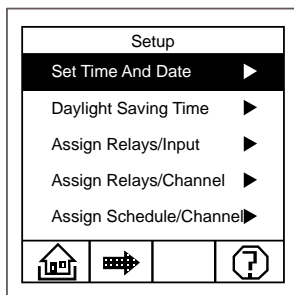 Setup
Set Time And Date
Daylight Saving Time
Assign Relays/Input
Assign Relays/Channel
Assign Schedule/Channel
?